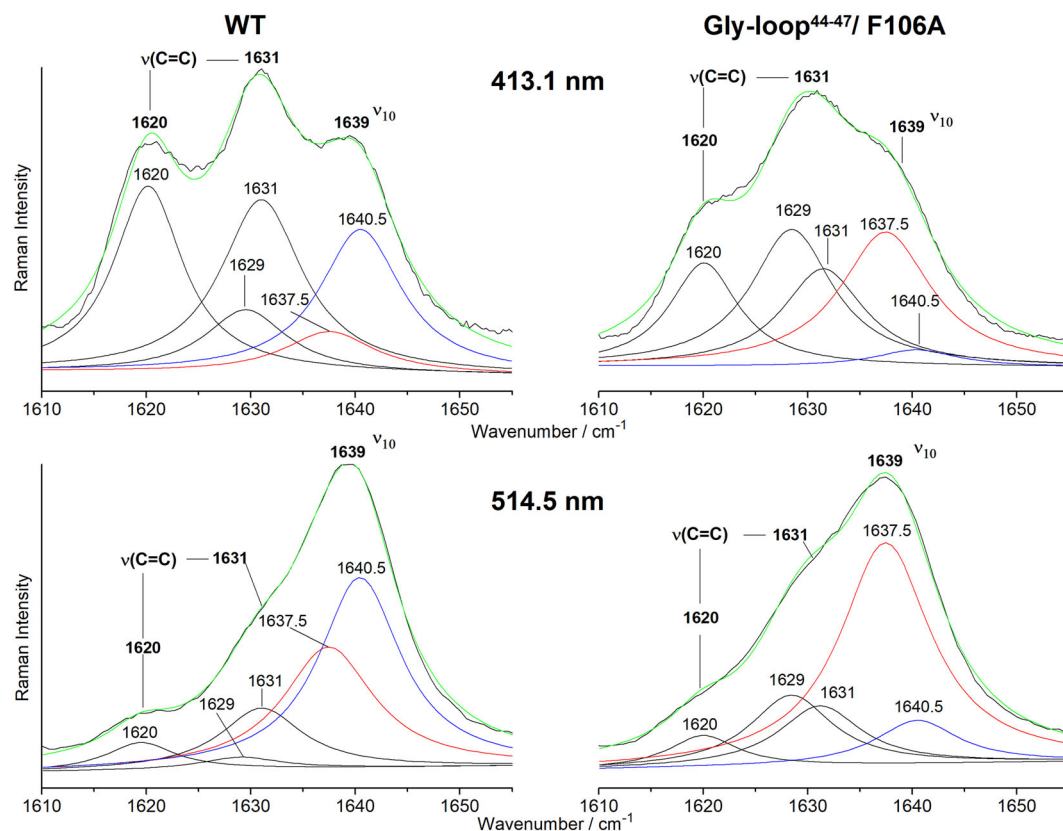 WT
Gly-loop⁴⁴⁻⁴⁷/ F106A
413.1 nm
ν(C=C)
1631
1620
1639
ν₁₀
1620
1631
1629
1637.5
1640.5
Raman Intensity
1610 1620 1630 1640 1650
ν(C=C)
1631
1620
1639
ν₁₀
1620
1629
1631
1637.5
1640.5
1610 1620 1630 1640 1650
Wavenumber / cm⁻¹
514.5 nm
1639
ν₁₀
ν(C=C)
1631
1620
1637.5
1640.5
1631
1629
1620
Raman Intensity
1610 1620 1630 1640 1650
1639
ν₁₀
ν(C=C)
1631
1620
1637.5
1629
1631
1640.5
1620
1610 1620 1630 1640 1650
Wavenumber / cm⁻¹